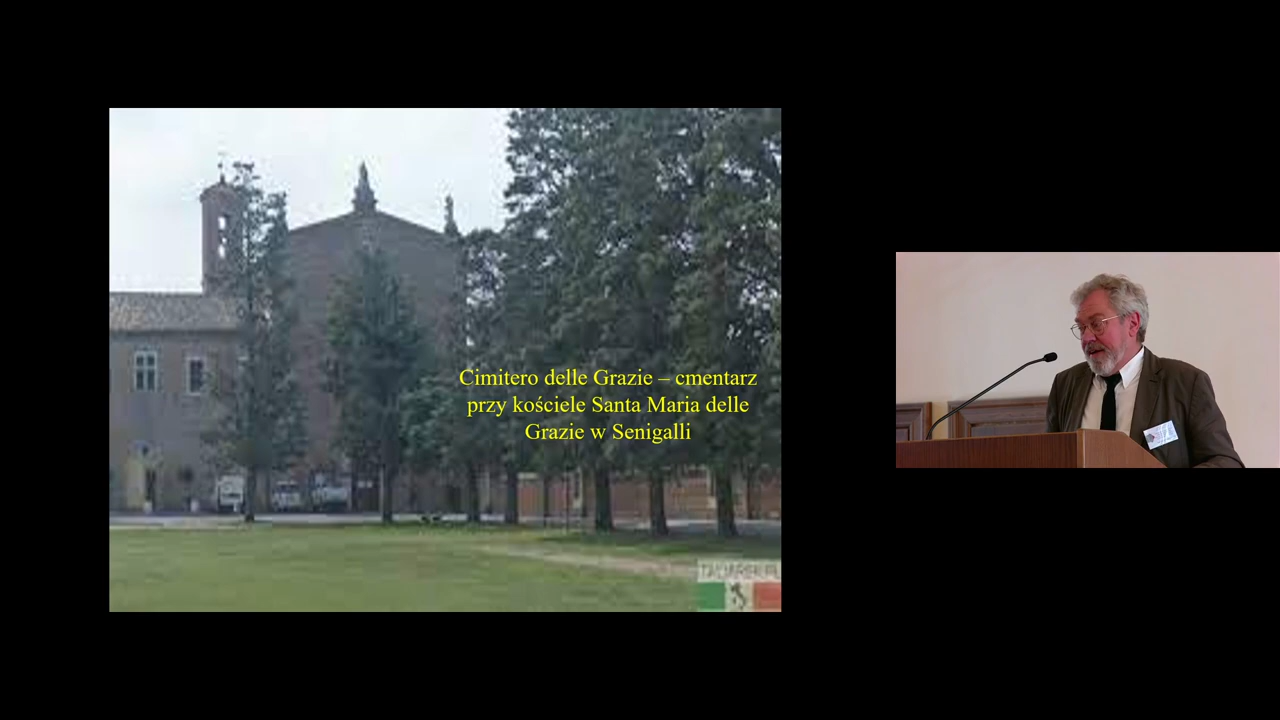 Cimitero delle Grazie – cmentarz
przy kościele Santa Maria delle
Grazie w Senigalli